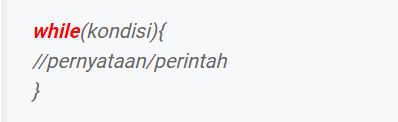 while(kondisi){
//pernyataan/perintah
}